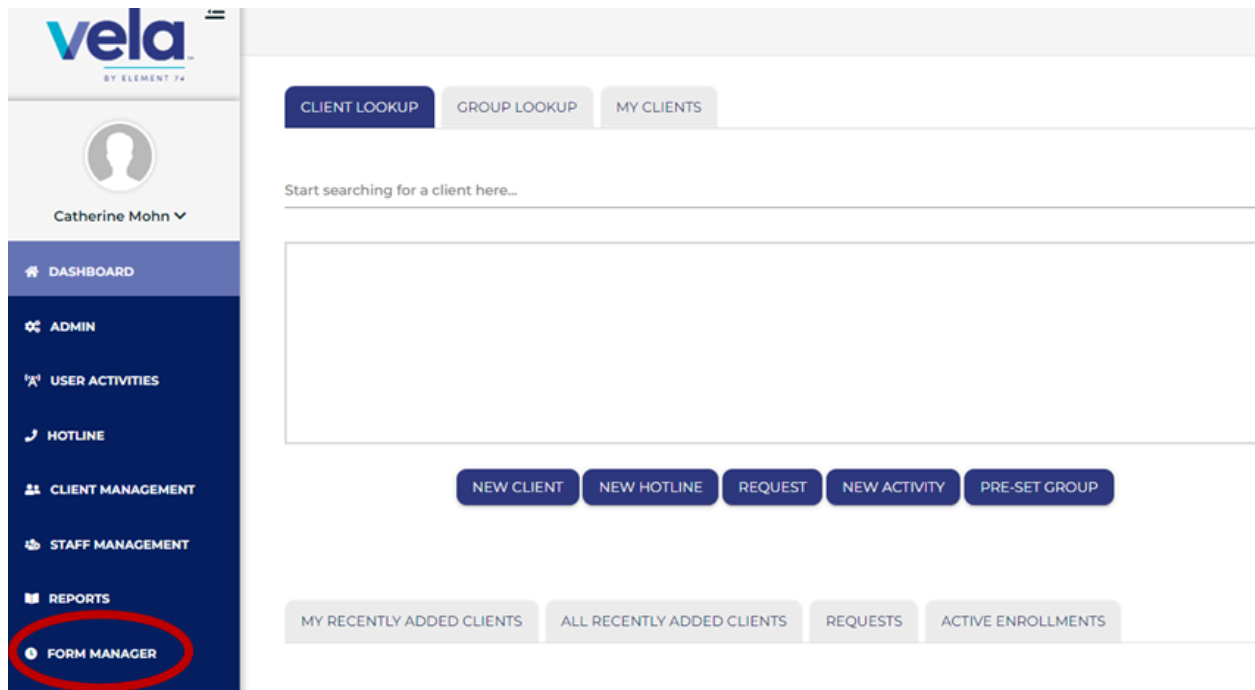 vela™
BY ELEMENT 74
Catherine Mohn
DASHBOARD
ADMIN
USER ACTIVITIES
HOTLINE
CLIENT MANAGEMENT
STAFF MANAGEMENT
REPORTS
FORM MANAGER
CLIENT LOOKUP GROUP LOOKUP MY CLIENTS
Start searching for a client here...
NEW CLIENT NEW HOTLINE REQUEST NEW ACTIVITY PRE-SET GROUP
MY RECENTLY ADDED CLIENTS ALL RECENTLY ADDED CLIENTS REQUESTS ACTIVE ENROLLMENTS